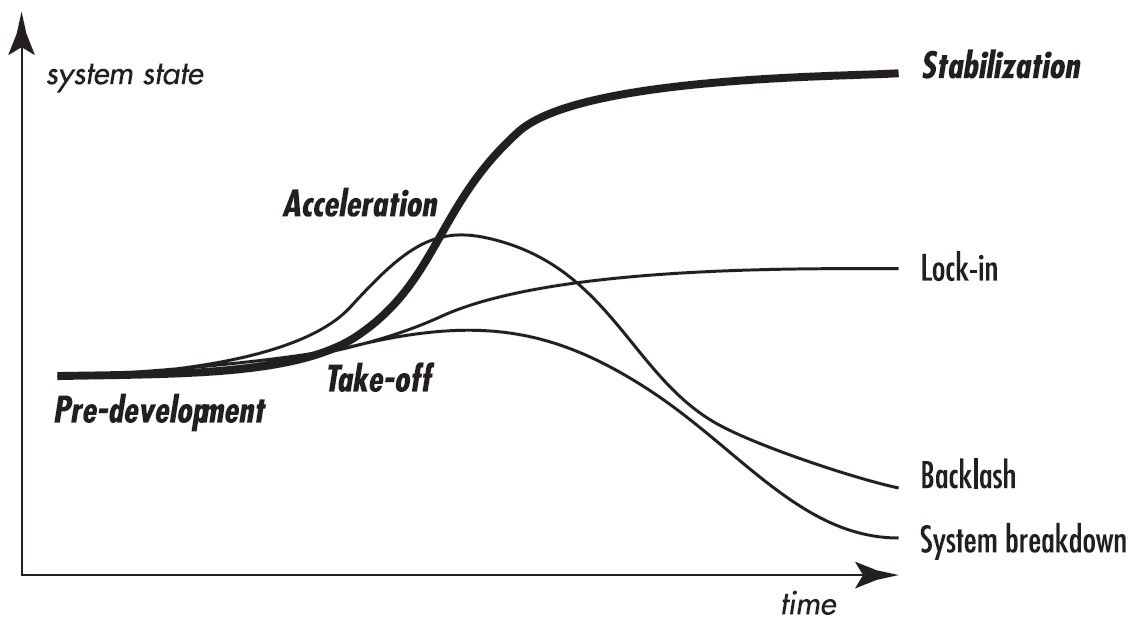 system state
Stabilization
Acceleration
Lock-in
Take-off
Pre-development
Backlash
System breakdown
time